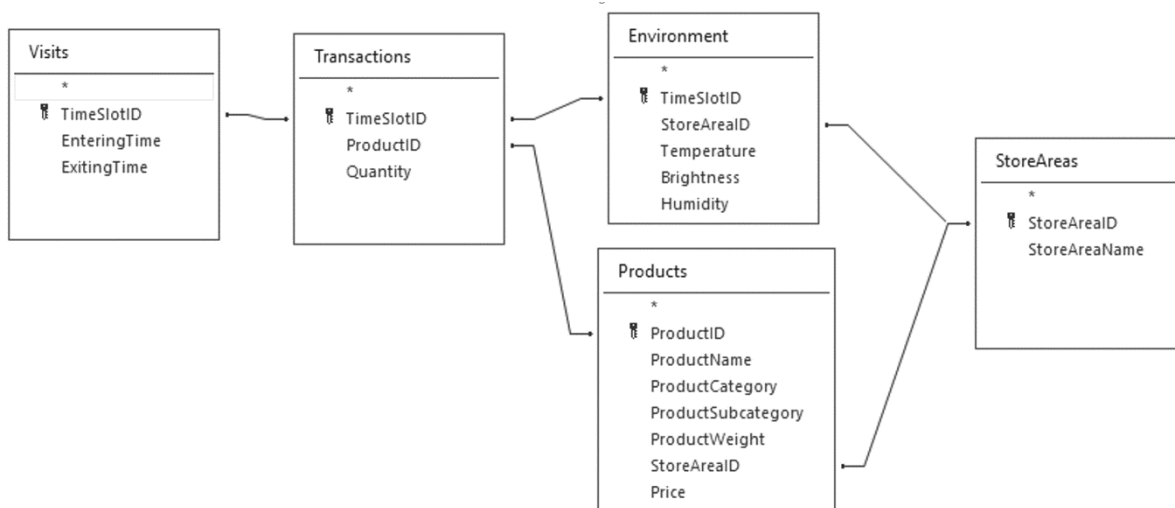 Visits
*
TimeSlotID
EnteringTime
ExitingTime
Transactions
*
TimeSlotID
ProductID
Quantity
Environment
*
TimeSlotID
StoreAreaID
Temperature
Brightness
Humidity
Products
*
ProductID
ProductName
ProductCategory
ProductSubcategory
ProductWeight
StoreAreaID
Price
StoreAreas
*
StoreAreaID
StoreAreaName